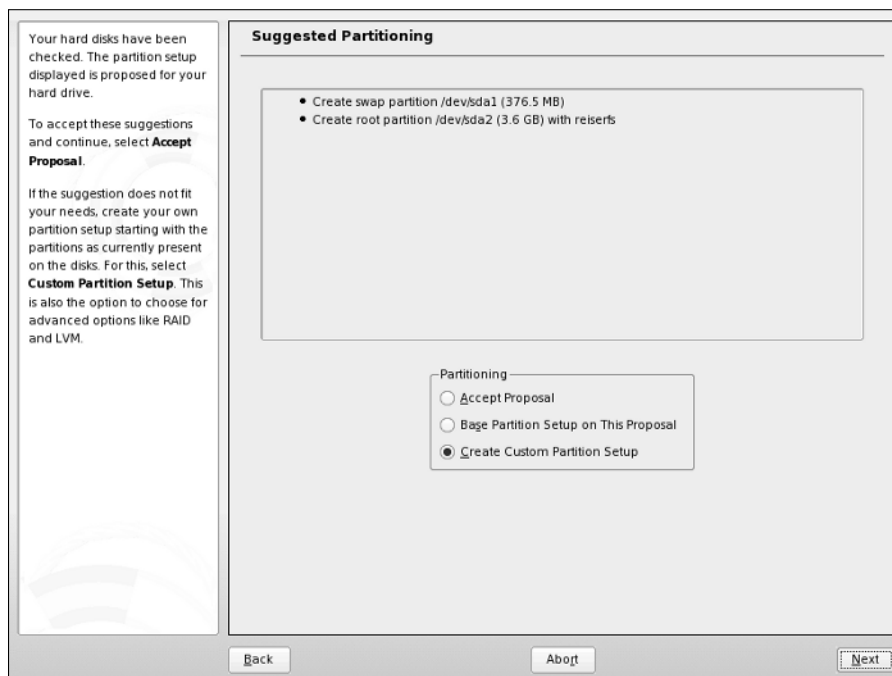 Your hard disks have been
checked. The partition setup
displayed is proposed for your
hard drive.
To accept these suggestions
and continue, select Accept
Proposal.
If the suggestion does not fit
your needs, create your own
partition setup starting with the
partitions as currently present
on the disks. For this, select
Custom Partition Setup. This
is also the option to choose for
advanced options like RAID
and LVM.
Suggested Partitioning
• Create swap partition /dev/sda1 (376.5 MB)
• Create root partition /dev/sda2 (3.6 GB) with reiserfs
Partitioning
Accept Proposal
Base Partition Setup on This Proposal
Create Custom Partition Setup
Back
Abort
Next